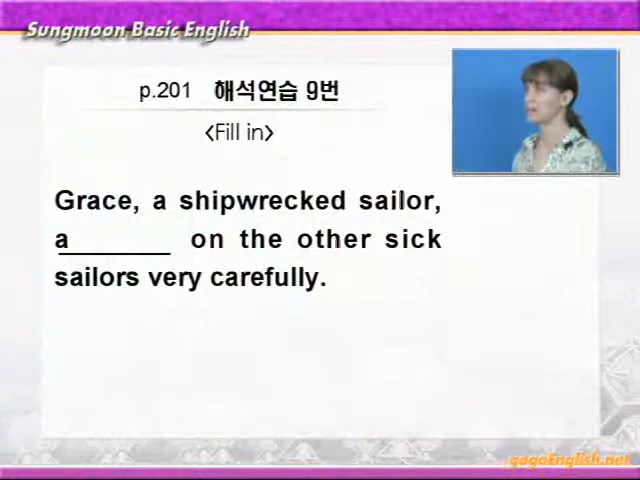 Sungmoon Basic English
p.201 해석연습 9번
<Fill in>
Grace, a shipwrecked sailor,
a_______ on the other sick
sailors very carefully.
gogoEnglish.net